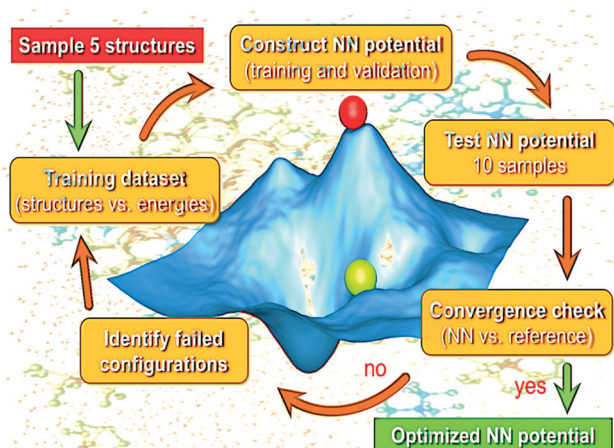 Sample 5 structures
Construct NN potential
(training and validation)
Test NN potential
10 samples
Training dataset
(structures vs. energies)
Convergence check
(NN vs. reference)
Identify failed
configurations
no
yes
Optimized NN potential